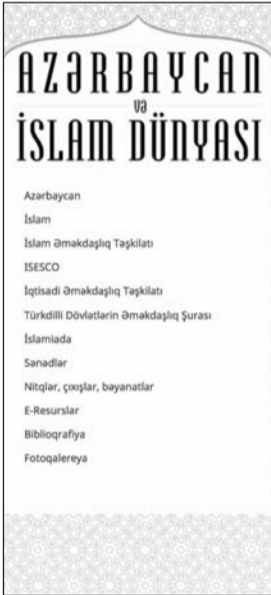 AZƏRBAYCAN
və
İSLAM DÜNYASI
Azərbaycan
İslam
İslam Əməkdaşlıq Təşkilatı
ISESCO
İqtisadi Əməkdaşlıq Təşkilatı
Türkdilli Dövlətlərin Əməkdaşlıq Şurası
İslamiada
Sənədlər
Nitqlər, çıxışlar, bəyanatlar
E-Resurslar
Biblioqrafiya
Fotoqalereya